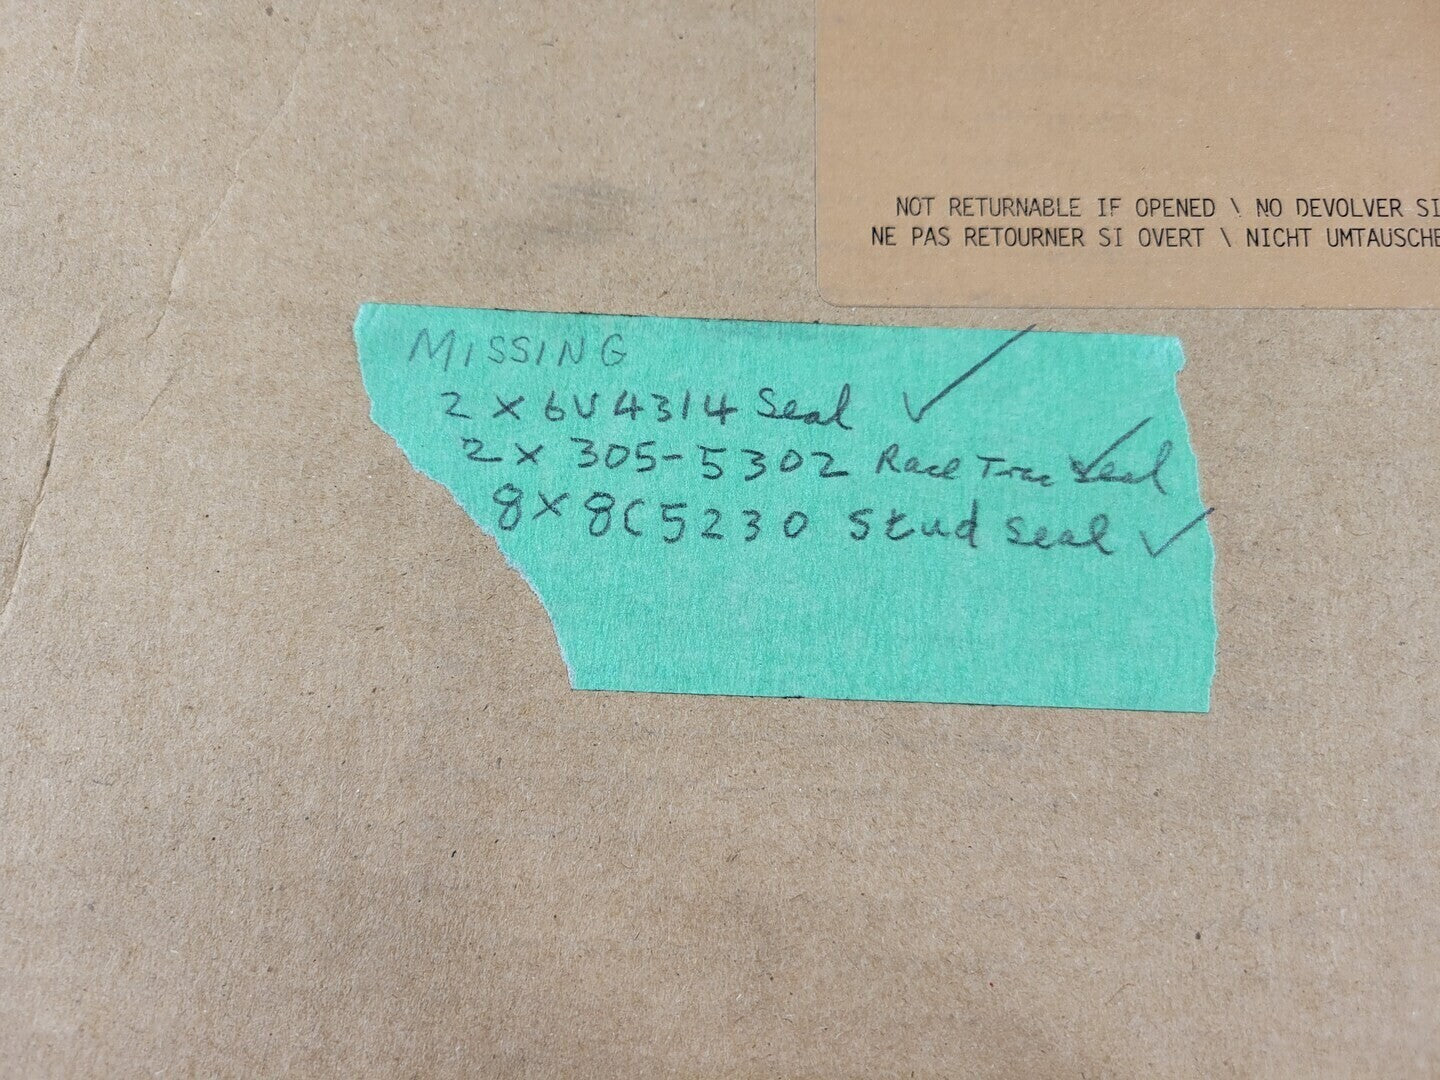 NOT RETURNABLE IF OPENED \ NO DEVOLVER SI
NE PAS RETOURNER SI OVERT \ NICHT UMTAUSCHE
MISSING
2 x 6V4314 Seal ✓
2 x 305-5302 Race Trac Seal ✓
8 x 8C5230 Stud Seal ✓